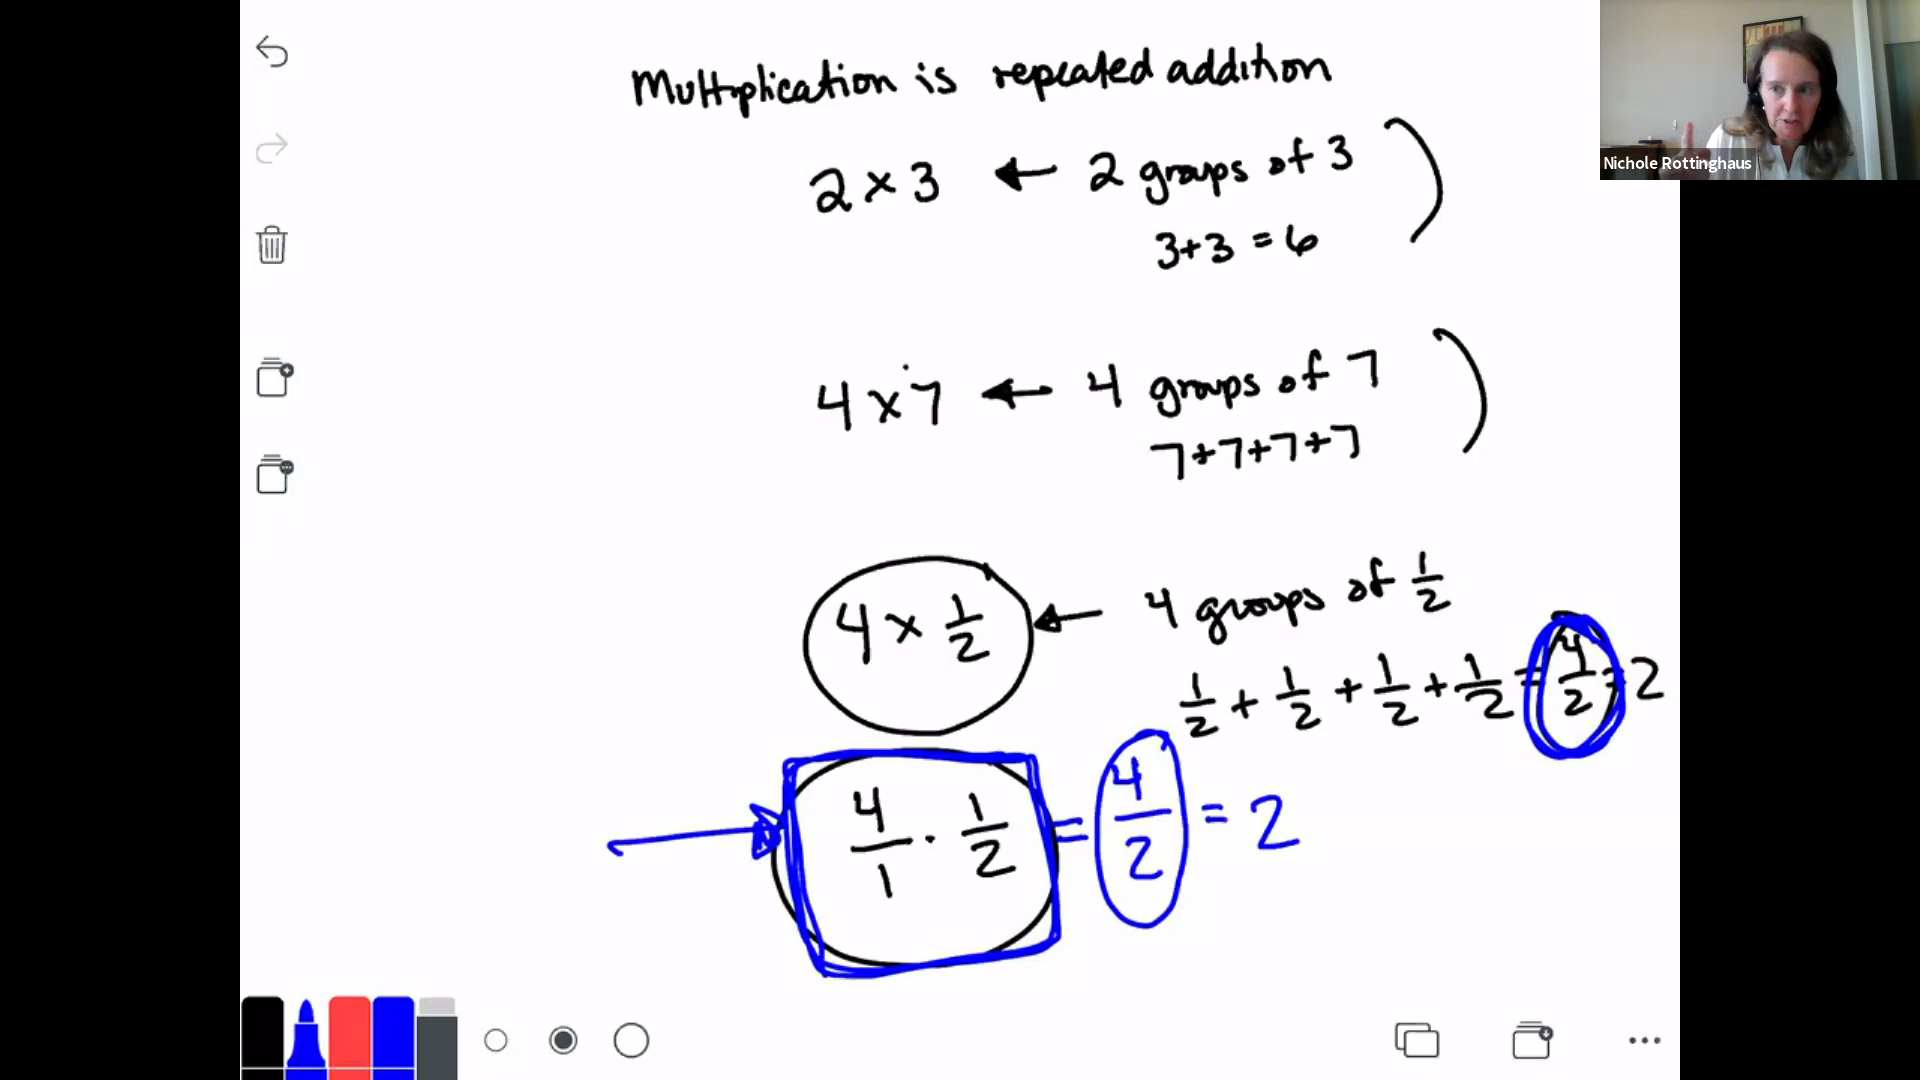 Multiplication is repeated addition
2 × 3 ← 2 groups of 3
3+3 = 6
4 × 7 ← 4 groups of 7
7+7+7+7
4 × 1/2 ← 4 groups of 1/2
1/2 + 1/2 + 1/2 + 1/2 = 4/2 = 2
4/1 · 1/2 = 4/2 = 2
Nichole Rottinghaus